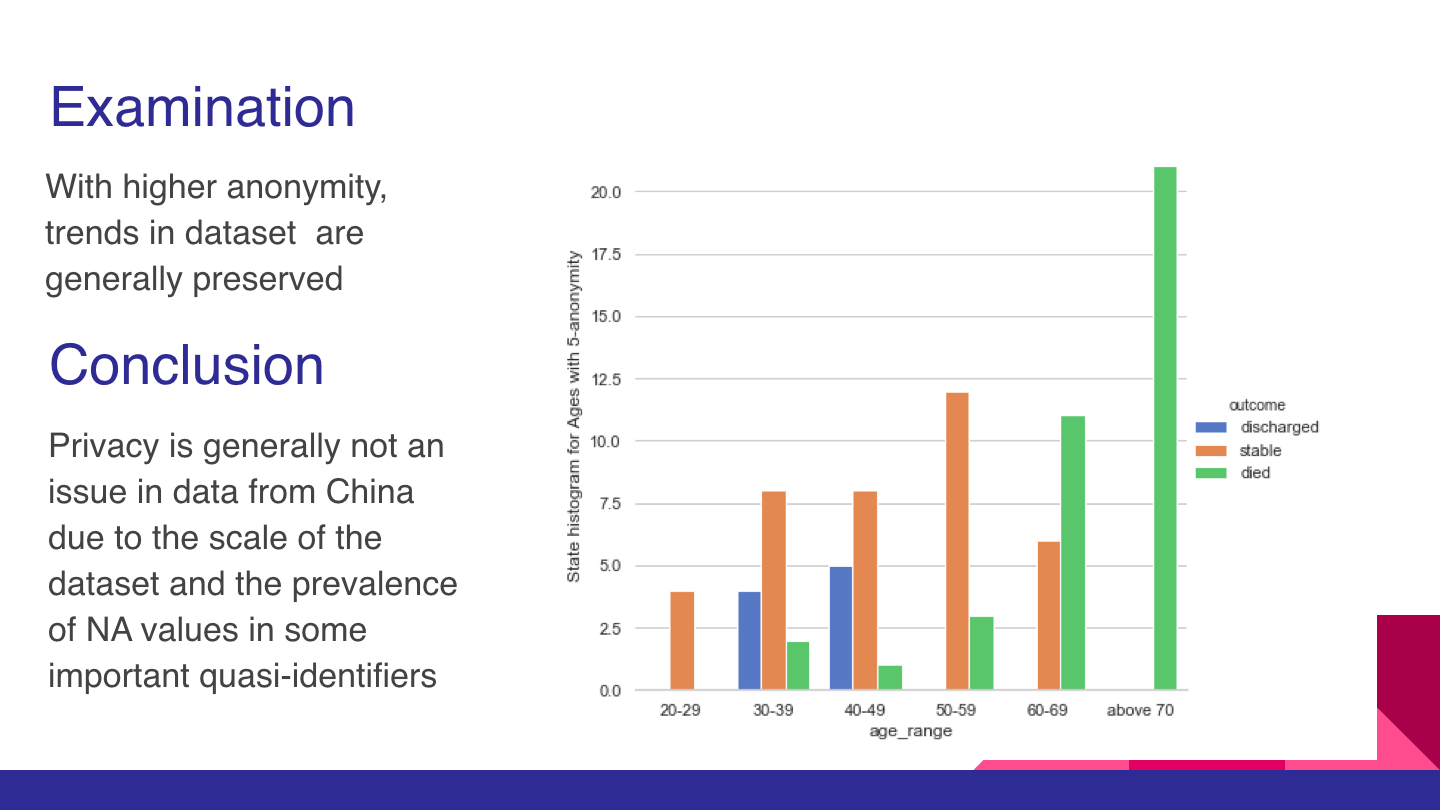 Examination
With higher anonymity,
trends in dataset  are
generally preserved
Conclusion
Privacy is generally not an
issue in data from China
due to the scale of the
dataset and the prevalence
of NA values in some
important quasi-identifiers
State histogram for Ages with 5-anonymity
20.0
17.5
15.0
12.5
10.0
7.5
5.0
2.5
0.0
20-29 30-39 40-49 50-59 60-69 above 70
age_range
outcome
discharged
stable
died